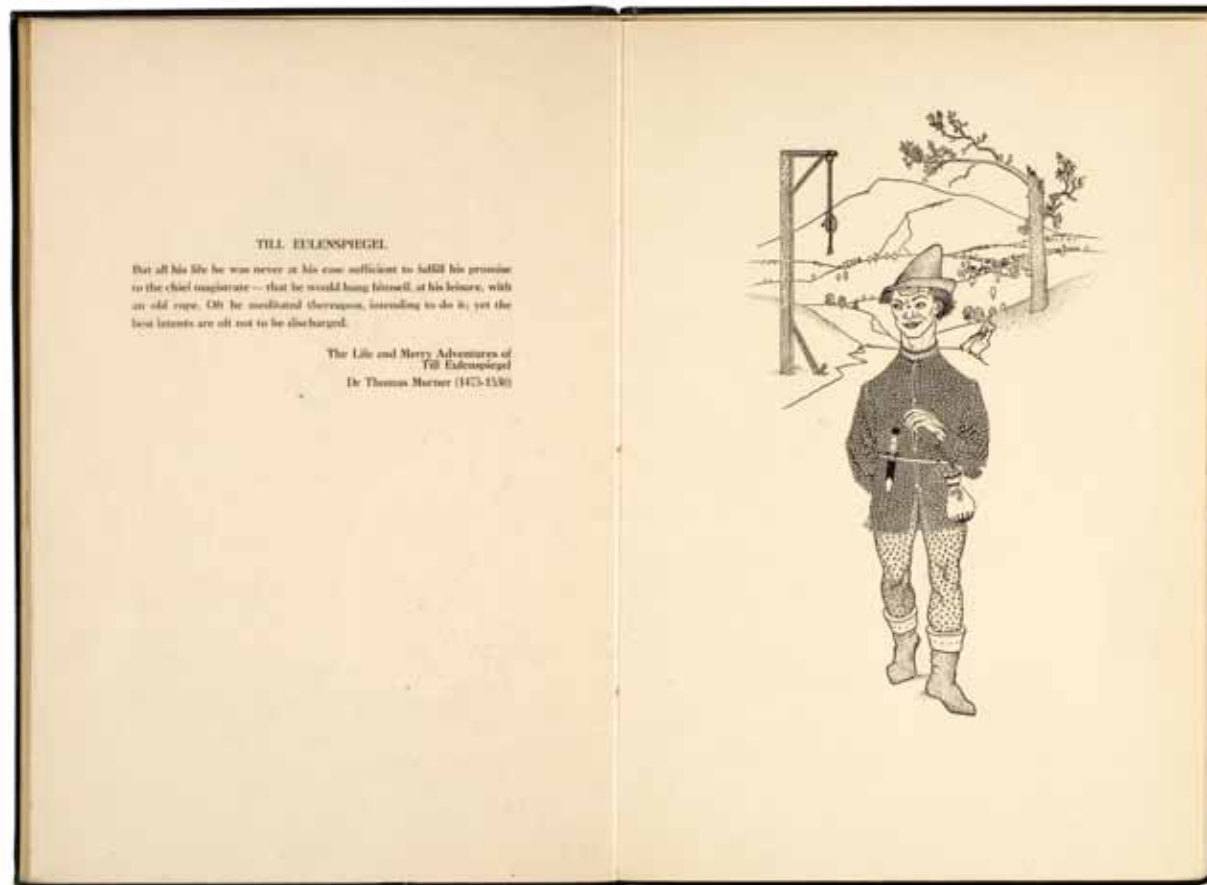 TILL EULENSPIEGEL
But all his life he was never at his ease sufficient to fulfill his promise
to the chief magistrate — that he would hang himself, at his leisure, with
an old rope. Oft he meditated thereupon, intending to do it; yet the
best intents are oft not to be discharged.
The Life and Merry Adventures of
Till Eulenspiegel
Dr Thomas Murner (1475-1530)